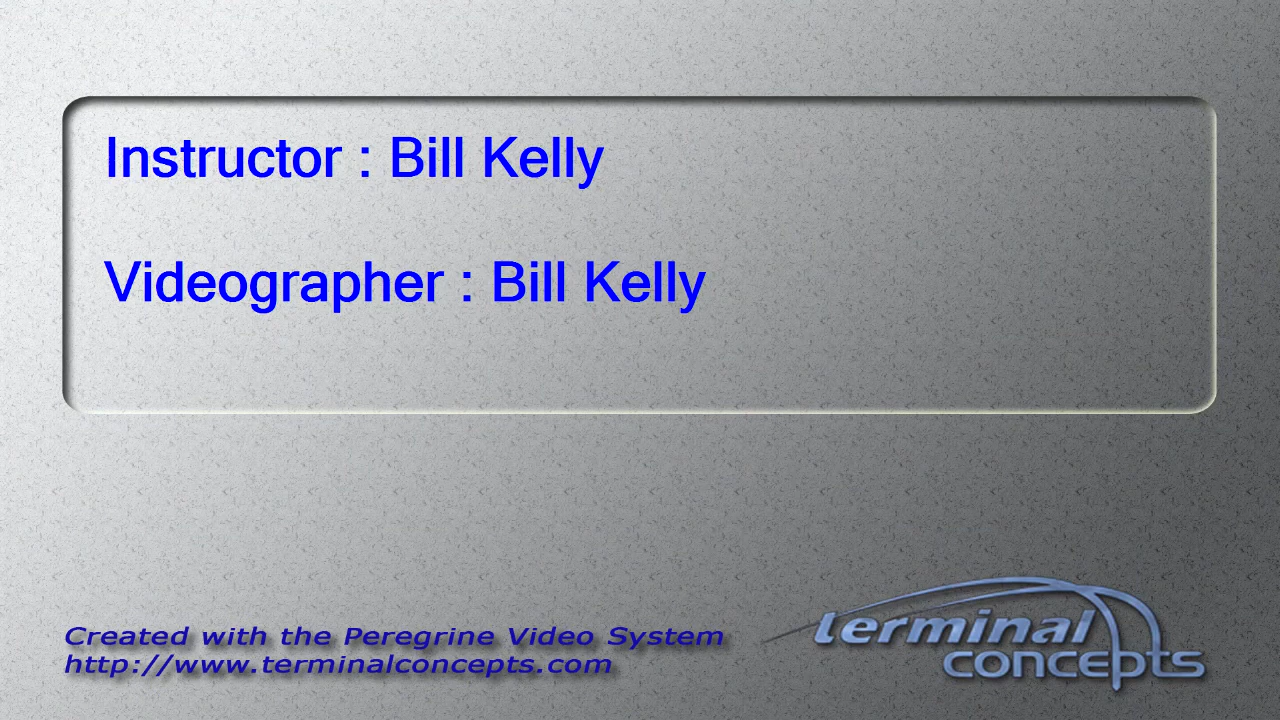 Instructor : Bill Kelly
Videographer : Bill Kelly
Created with the Peregrine Video System
http://www.terminalconcepts.com
terminal
concepts